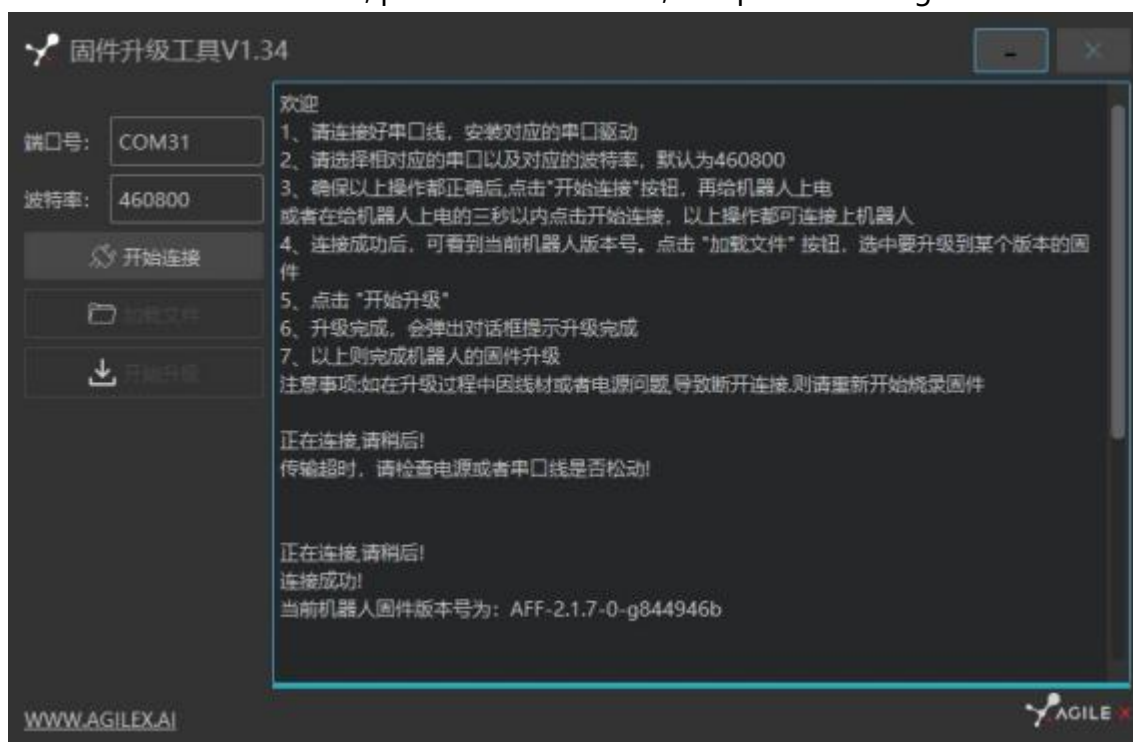 固件升级工具V1.34
端口号: COM31
波特率: 460800
开始连接
加载文件
开始升级
欢迎
1、请连接好串口线，安装对应的串口驱动
2、请选择相对应的串口以及对应的波特率，默认为460800
3、确保以上操作都正确后,点击"开始连接"按钮，再给机器人上电
或者在给机器人上电的三秒以内点击开始连接，以上操作都可连接上机器人
4、连接成功后，可看到当前机器人版本号。点击 "加载文件" 按钮，选中要升级到某个版本的固
件
5、点击 "开始升级"
6、升级完成，会弹出对话框提示升级完成
7、以上则完成机器人的固件升级
注意事项:如在升级过程中因线材或者电源问题,导致断开连接,则请重新开始烧录固件
正在连接,请稍后!
传输超时，请检查电源或者串口线是否松动!
正在连接,请稍后!
连接成功!
当前机器人固件版本号为：AFF-2.1.7-0-g844946b
WWW.AGILEX.AI
AGILE X